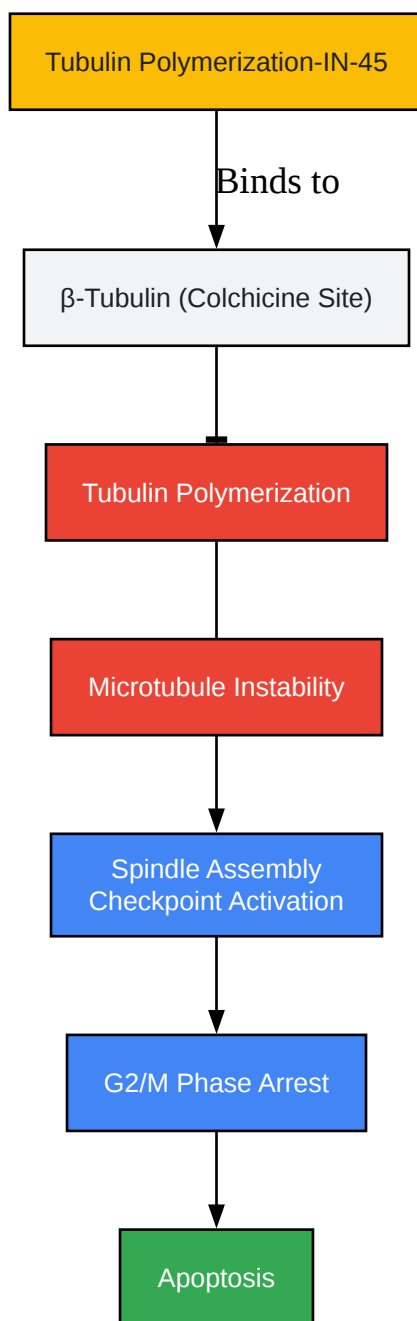 Tubulin Polymerization-IN-45
Binds to
β-Tubulin (Colchicine Site)
Tubulin Polymerization
Microtubule Instability
Spindle Assembly
Checkpoint Activation
G2/M Phase Arrest
Apoptosis